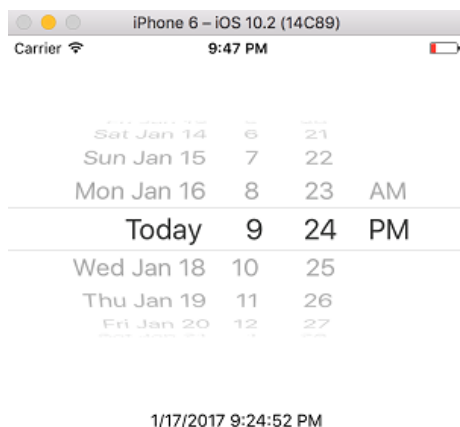 iPhone 6 – iOS 10.2 (14C89)
Carrier 9:47 PM
Sat Jan 14 6 21
Sun Jan 15 7 22
Mon Jan 16 8 23 AM
Today 9 24 PM
Wed Jan 18 10 25
Thu Jan 19 11 26
Fri Jan 20 12 27
1/17/2017 9:24:52 PM